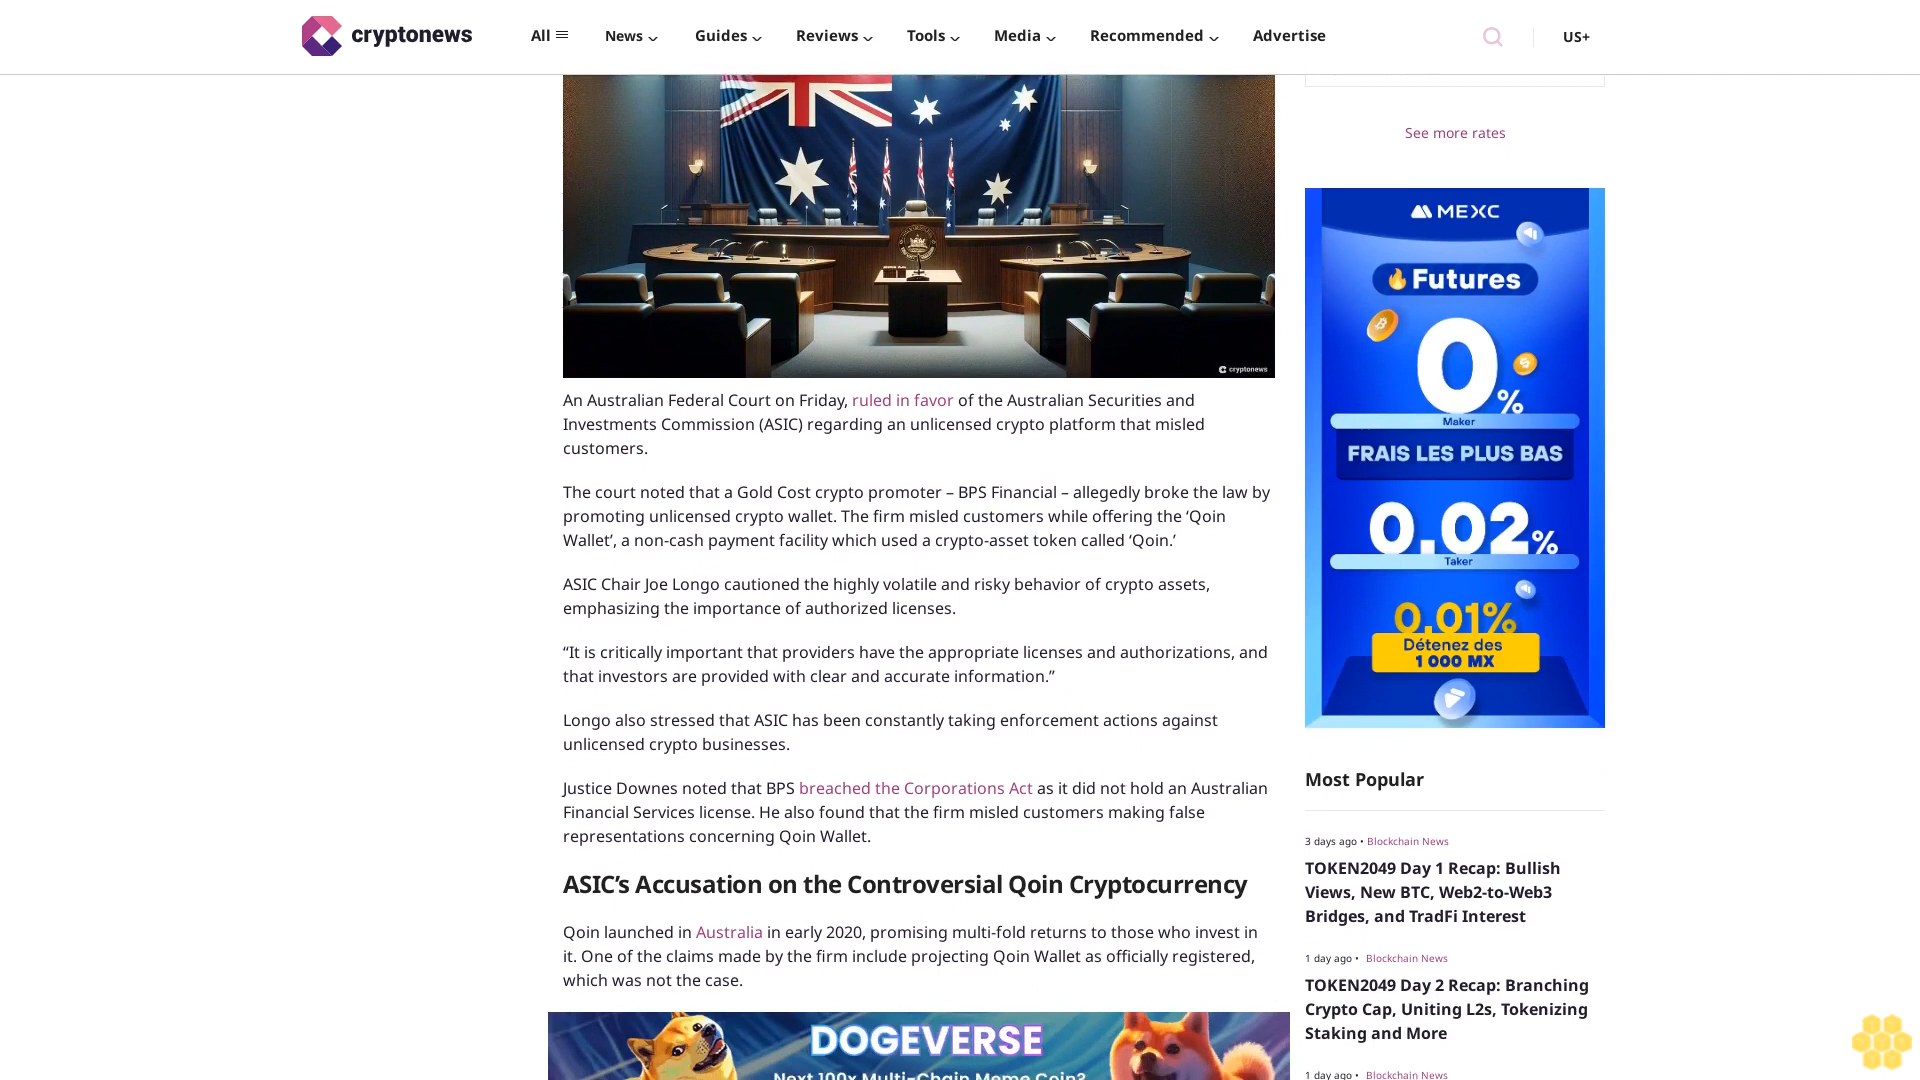 cryptonews
All
News
Guides
Reviews
Tools
Media
Recommended
Advertise
US+
cryptonews
An Australian Federal Court on Friday, ruled in favor of the Australian Securities and
Investments Commission (ASIC) regarding an unlicensed crypto platform that misled
customers.
The court noted that a Gold Cost crypto promoter – BPS Financial – allegedly broke the law by
promoting unlicensed crypto wallet. The firm misled customers while offering the ‘Qoin
Wallet’, a non-cash payment facility which used a crypto-asset token called ‘Qoin.’
ASIC Chair Joe Longo cautioned the highly volatile and risky behavior of crypto assets,
emphasizing the importance of authorized licenses.
“It is critically important that providers have the appropriate licenses and authorizations, and
that investors are provided with clear and accurate information.”
Longo also stressed that ASIC has been constantly taking enforcement actions against
unlicensed crypto businesses.
Justice Downes noted that BPS breached the Corporations Act as it did not hold an Australian
Financial Services license. He also found that the firm misled customers making false
representations concerning Qoin Wallet.
ASIC’s Accusation on the Controversial Qoin Cryptocurrency
Qoin launched in Australia in early 2020, promising multi-fold returns to those who invest in
it. One of the claims made by the firm include projecting Qoin Wallet as officially registered,
which was not the case.
DOGEVERSE
Next 100x Multi-Chain Meme Coin?
See more rates
MEXC
Futures
0%
Maker
FRAIS LES PLUS BAS
0.02%
Taker
0.01%
Détenez des
1 000 MX
Most Popular
3 days ago • Blockchain News
TOKEN2049 Day 1 Recap: Bullish
Views, New BTC, Web2-to-Web3
Bridges, and TradFi Interest
1 day ago • Blockchain News
TOKEN2049 Day 2 Recap: Branching
Crypto Cap, Uniting L2s, Tokenizing
Staking and More
1 day ago • Blockchain News